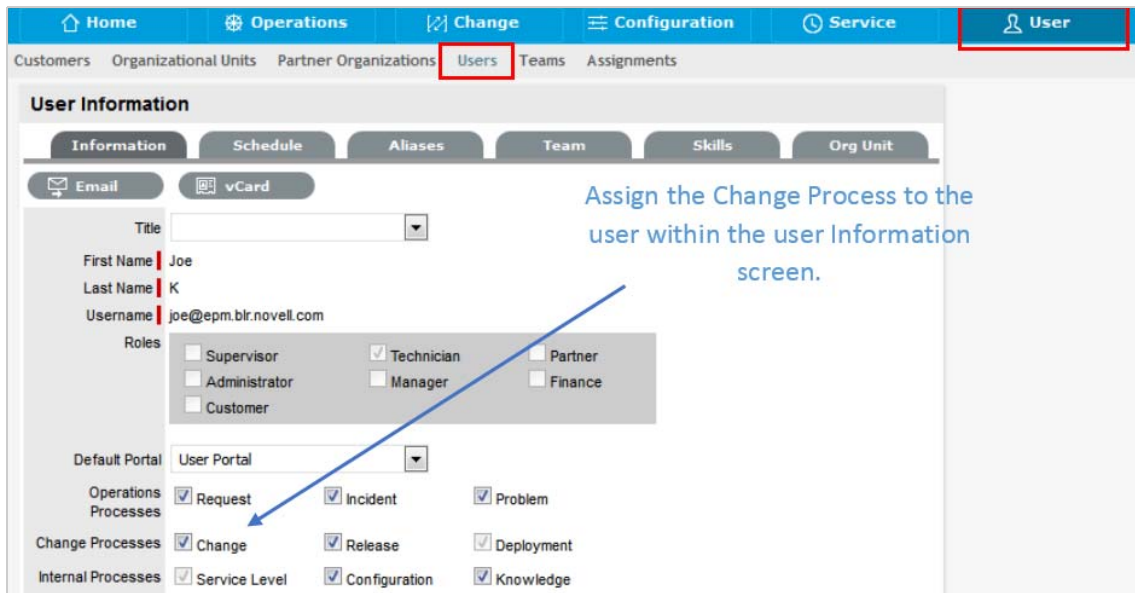 Home Operations Change Configuration Service User
Customers Organizational Units Partner Organizations Users Teams Assignments
User Information
Information Schedule Aliases Team Skills Org Unit
Email vCard
Assign the Change Process to the
user within the user Information
screen.
Title
First Name Joe
Last Name K
Username joe@epm.blr.novell.com
Roles
Supervisor Technician Partner
Administrator Manager Finance
Customer
Default Portal User Portal
Operations
Processes
Request Incident Problem
Change Processes Change Release Deployment
Internal Processes Service Level Configuration Knowledge